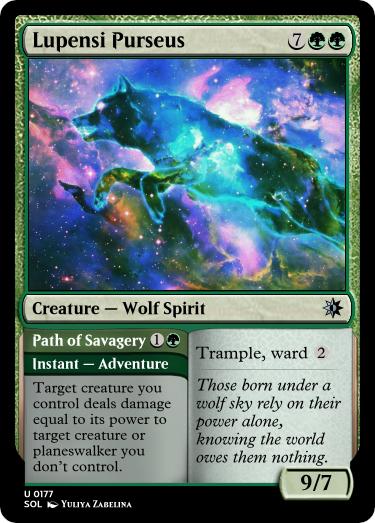 Lupensi Purseus 7
Creature — Wolf Spirit
Path of Savagery 1
Instant — Adventure
Target creature you
control deals damage
equal to its power to
target creature or
planeswalker you
don't control.
Trample, ward 2
Those born under a
wolf sky rely on their
power alone,
knowing the world
owes them nothing.
9/7
U 0177
SOL Yuliya Zabelina